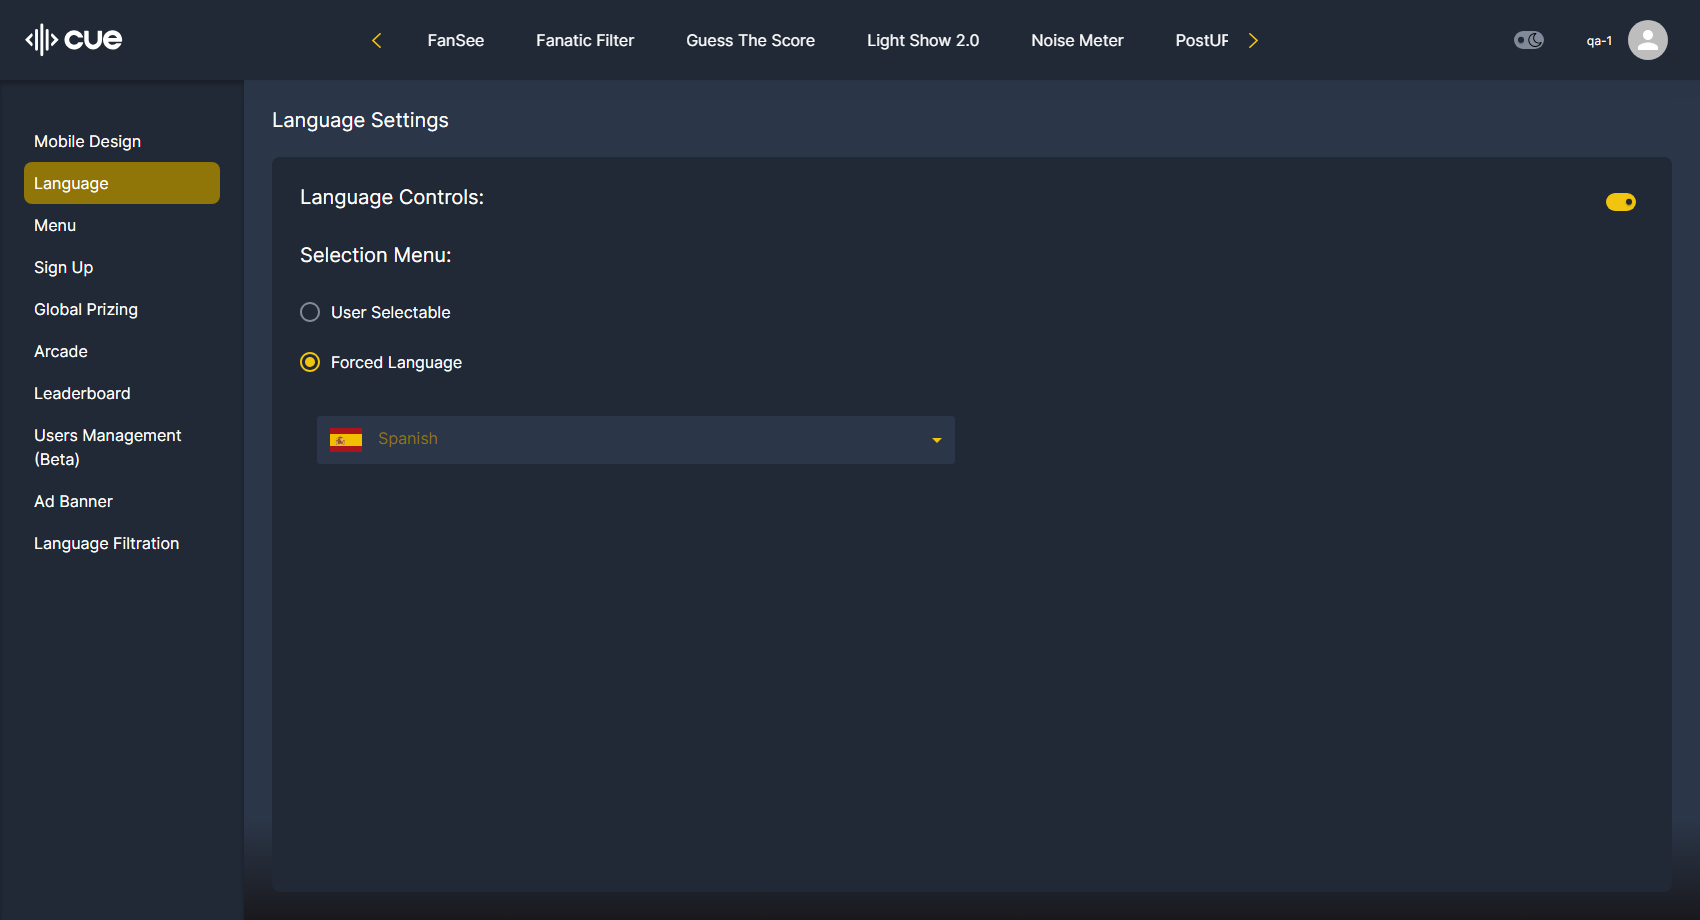 cue
FanSee
Fanatic Filter
Guess The Score
Light Show 2.0
Noise Meter
PostUP
qa-1
Mobile Design
Language
Menu
Sign Up
Global Prizing
Arcade
Leaderboard
Users Management
(Beta)
Ad Banner
Language Filtration
Language Settings
Language Controls:
Selection Menu:
User Selectable
Forced Language
Spanish